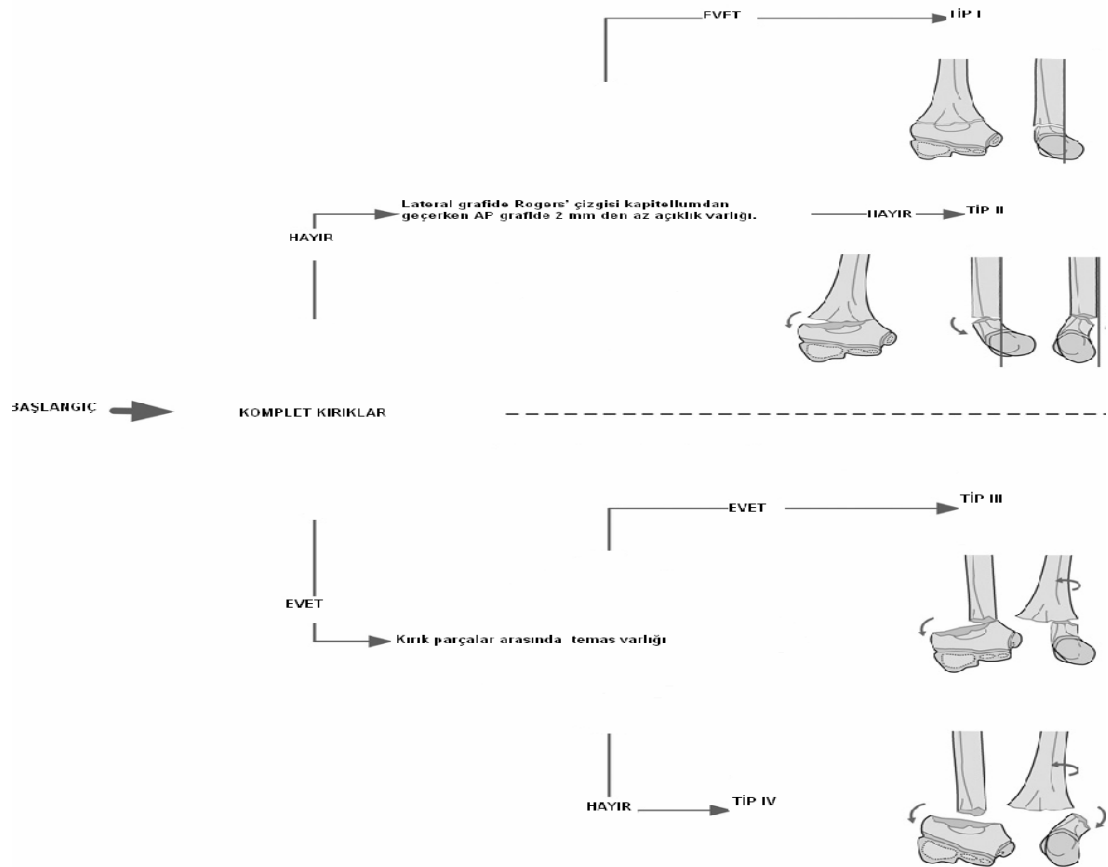 EVET
TİP I
Lateral grafide Rogers' çizgisi kapitellumdan
geçerken AP grafide 2 mm den az açıklık varlığı.
HAYIR
TİP II
HAYIR
BAŞLANGIÇ
KOMPLET KIRIKLAR
TİP III
EVET
EVET
Kırık parçalar arasında temas varlığı
HAYIR
TİP IV